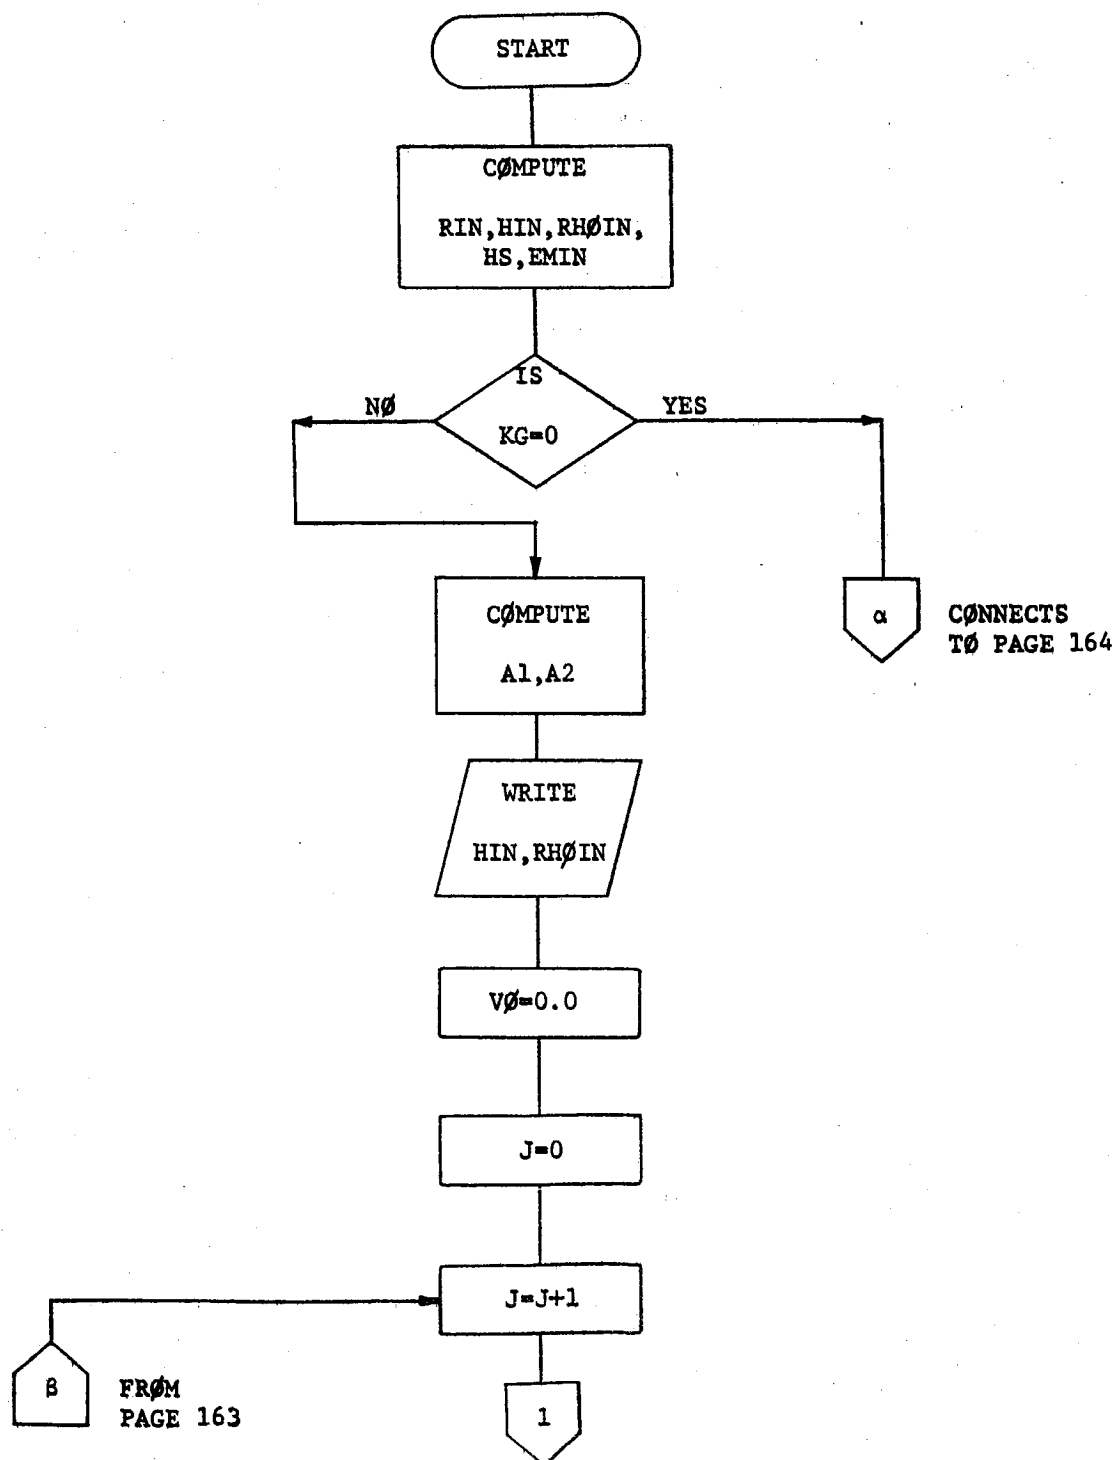 START
CØMPUTE
RIN,HIN,RHØIN,
HS,EMIN
IS
KG=0
NØ
YES
CØMPUTE
A1,A2
α
CØNNECTS
TØ PAGE 164
WRITE
HIN,RHØIN
VØ=0.0
J=0
J=J+1
β
FRØM
PAGE 163
1